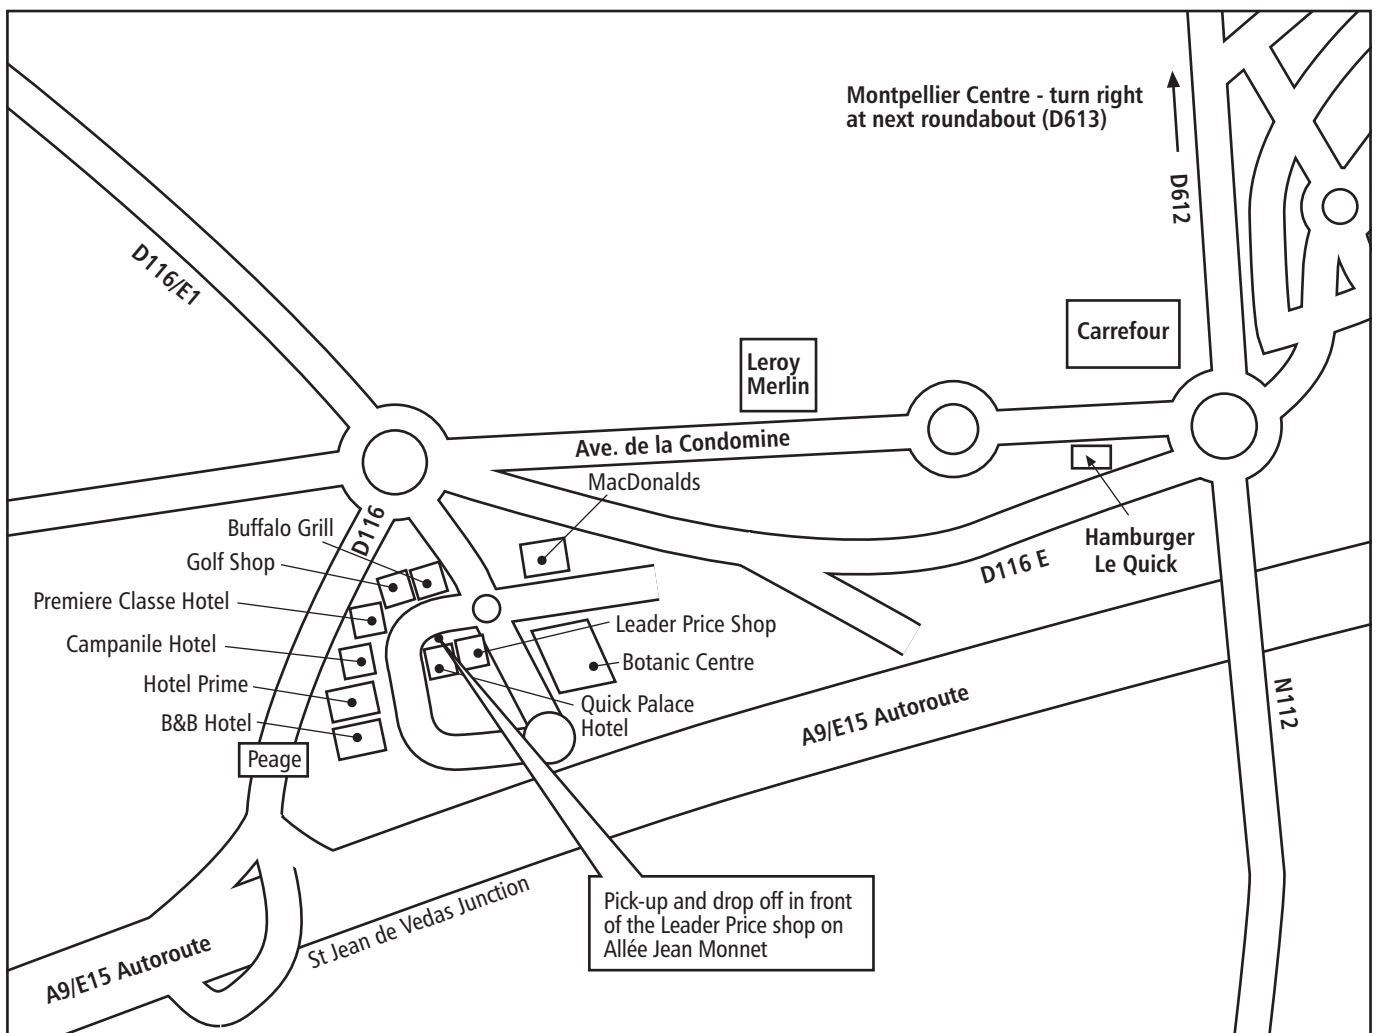 Montpellier Centre - turn right
at next roundabout (D613)
D612
D116/E1
Carrefour
Leroy
Merlin
Ave. de la Condomine
MacDonalds
D116
Buffalo Grill
Golf Shop
Hamburger
Le Quick
D116 E
Premiere Classe Hotel
Leader Price Shop
Campanile Hotel
Botanic Centre
Hotel Prime
Quick Palace
Hotel
B&B Hotel
A9/E15 Autoroute
N112
Peage
Pick-up and drop off in front
of the Leader Price shop on
Allée Jean Monnet
St Jean de Vedas Junction
A9/E15 Autoroute